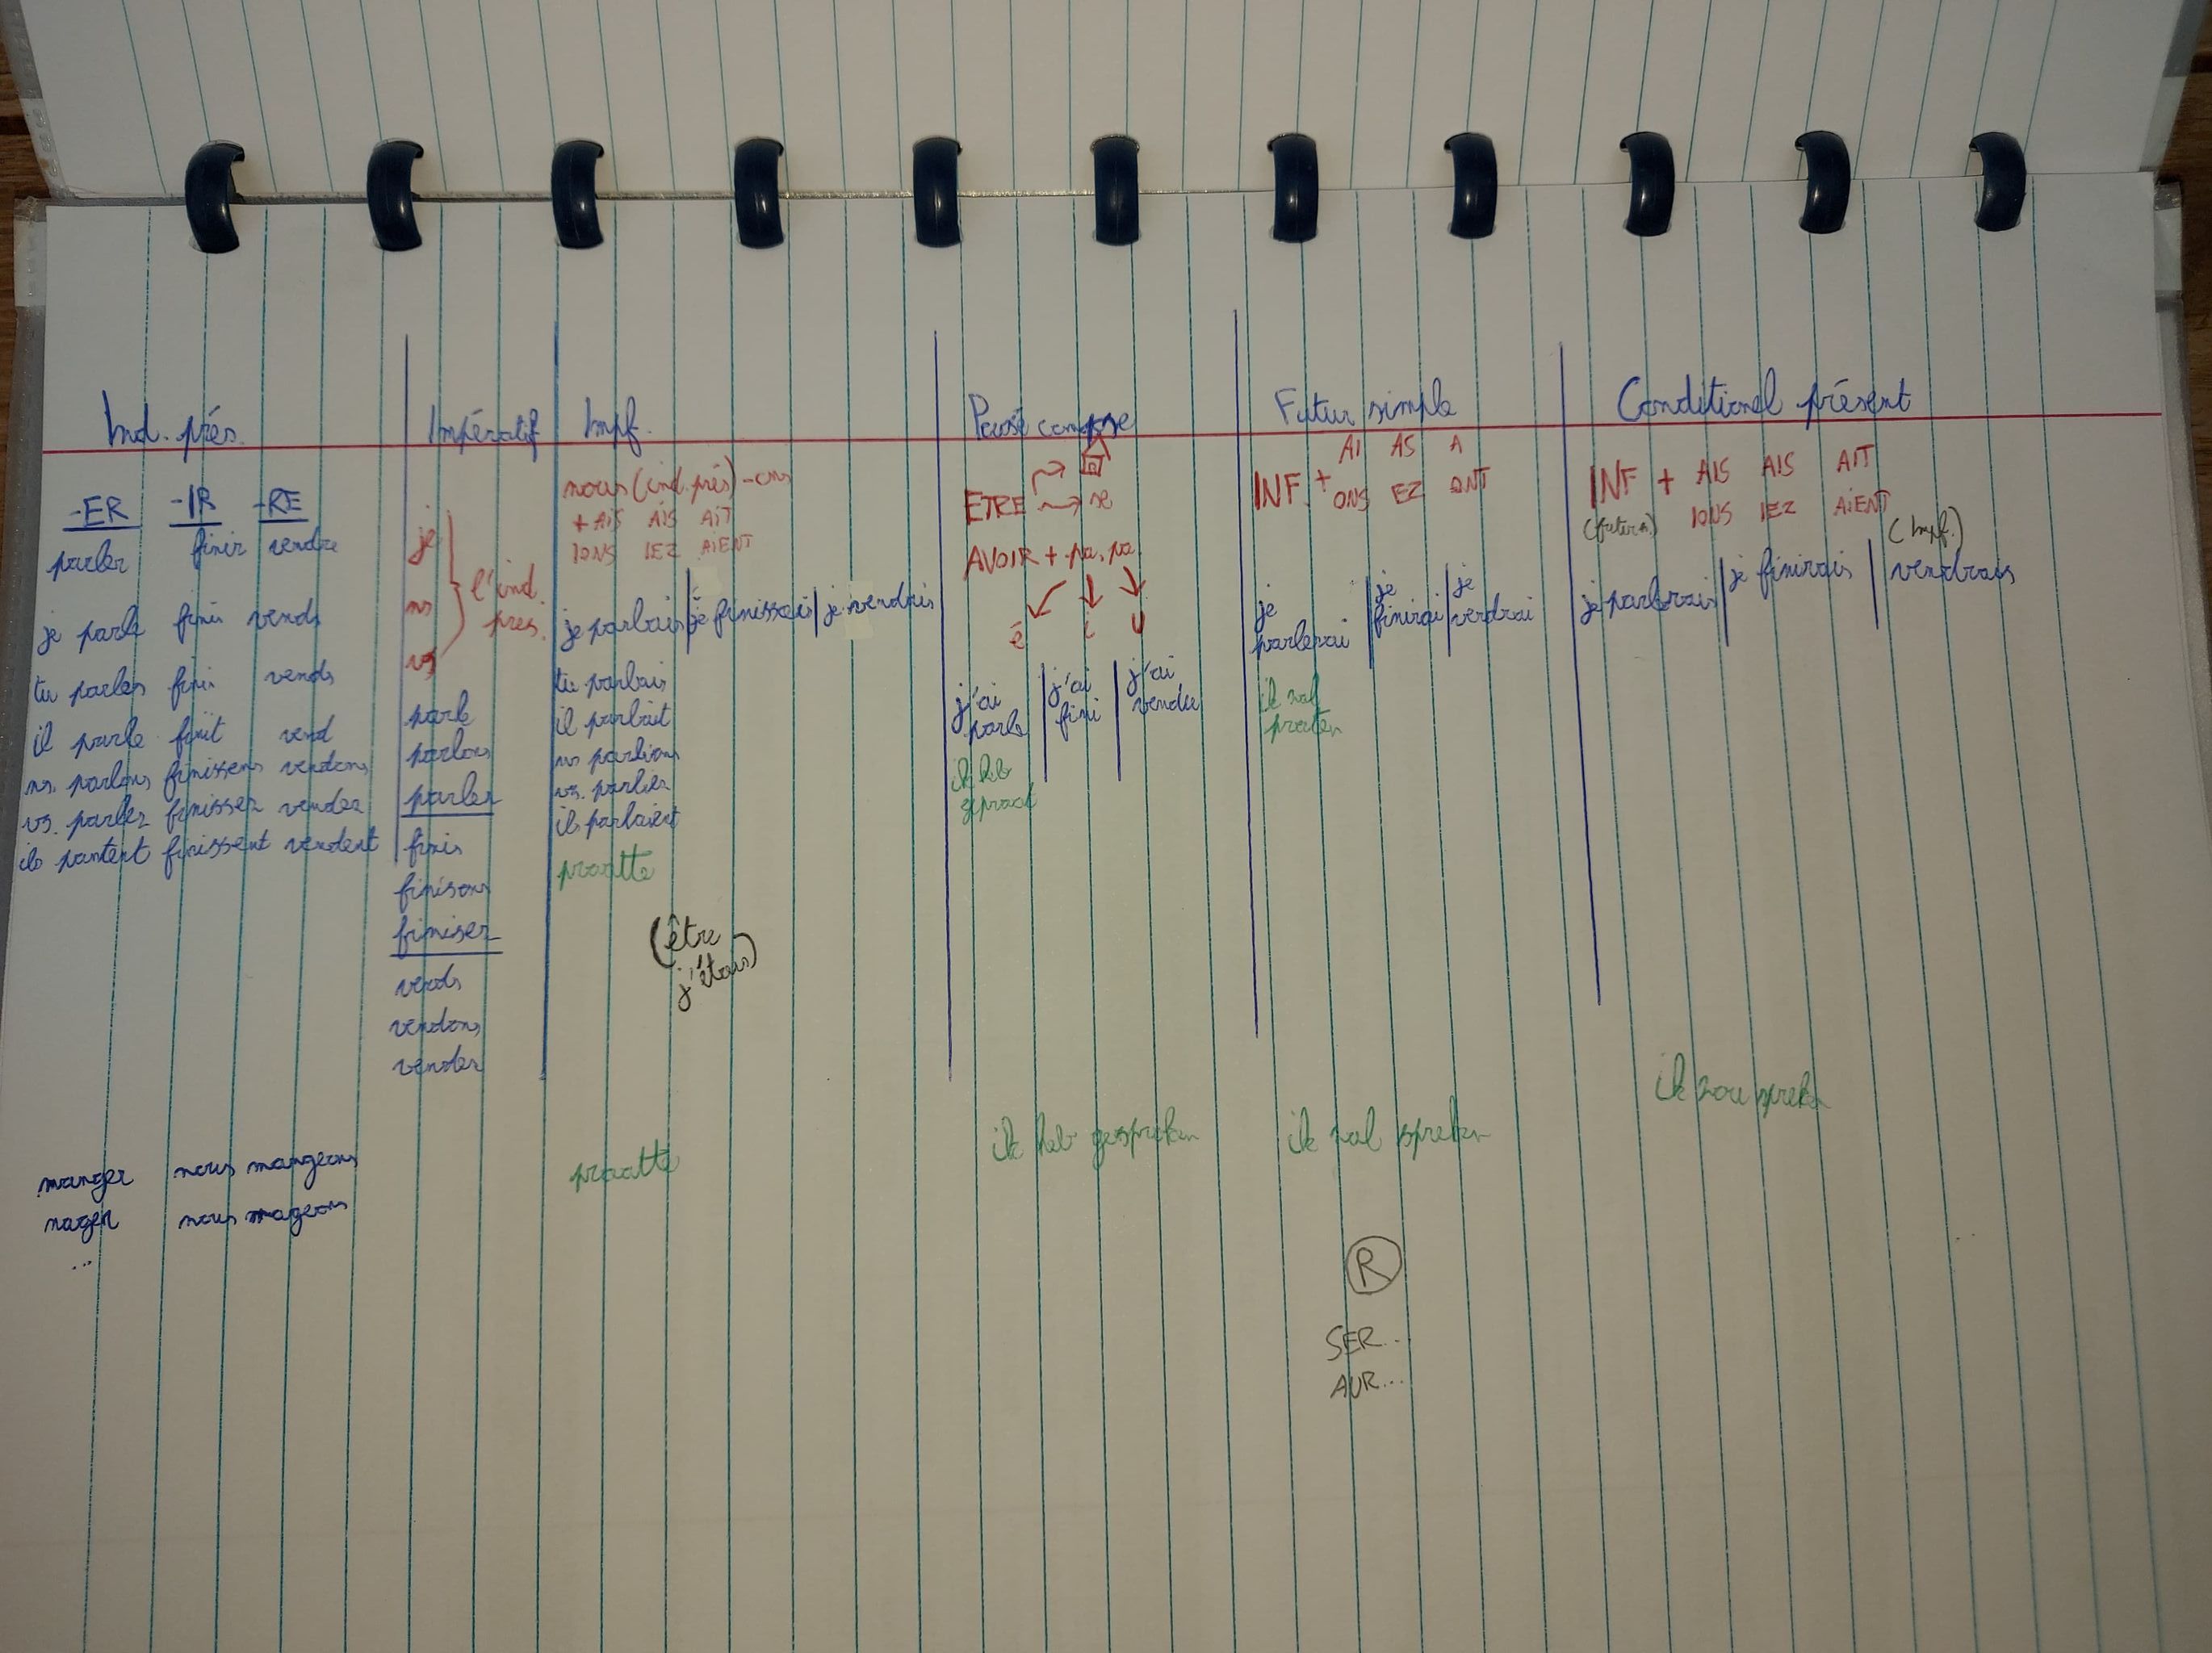 Ind. prés.
-ER -IR -RE
parler finir vendre
je parle finis vends
tu parles finis vends
il parle finit vend
ns. parlons finissons vendons
vs. parlez finissez vendez
ils parlent finissent vendent
manger nous mangeons
nager nous nageons
...
Impératif
je
ns
vs
l'ind.
prés.
parle
parlons
parlez
finis
finisons
finisez
vends
vendons
vendez
Impf.
nous (ind. prés) -ons
+ AIS AIS AIT
IONS IEZ AIENT
je parlais | je finissais | je vendais
tu parlais
il parlait
ns parlions
vs. parliez
ils parlaient
praatte
(être
j'étais)
praatte
Passé compose
ETRE → se
AVOIR + pa. pa
é i u
j'ai parlé | j'ai fini | j'ai vendu
ik heb
gepraat
ik heb gesproken
Futur simple
AI AS A
INF. + ONS EZ ONT
je parlerai | je finirai | je vendrai
ik zal
praten
ik zal spreken
R
SER...
AUR...
Conditionel présent
INF + AIS AIS AIT
(futur s.) IONS IEZ AIENT (Impf.)
je parlerais | je finirais | vendrais
ik zou spreken